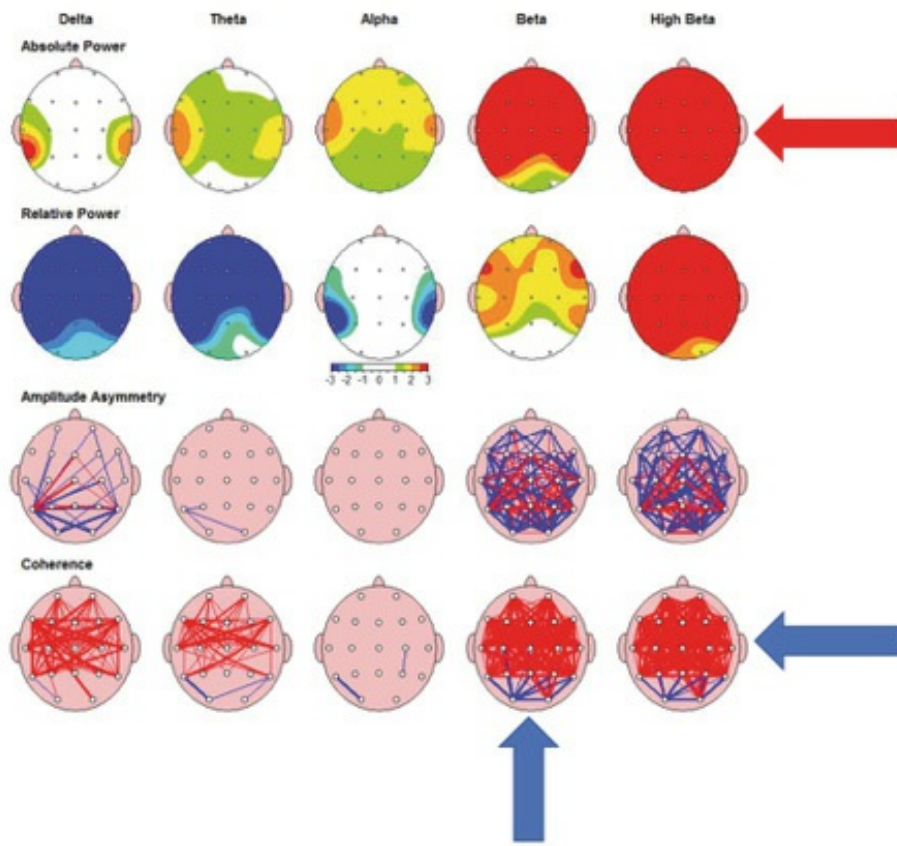 Delta Theta Alpha Beta High Beta
Absolute Power
Relative Power
-3 -2 -1 0 1 2 3
Amplitude Asymmetry
Coherence